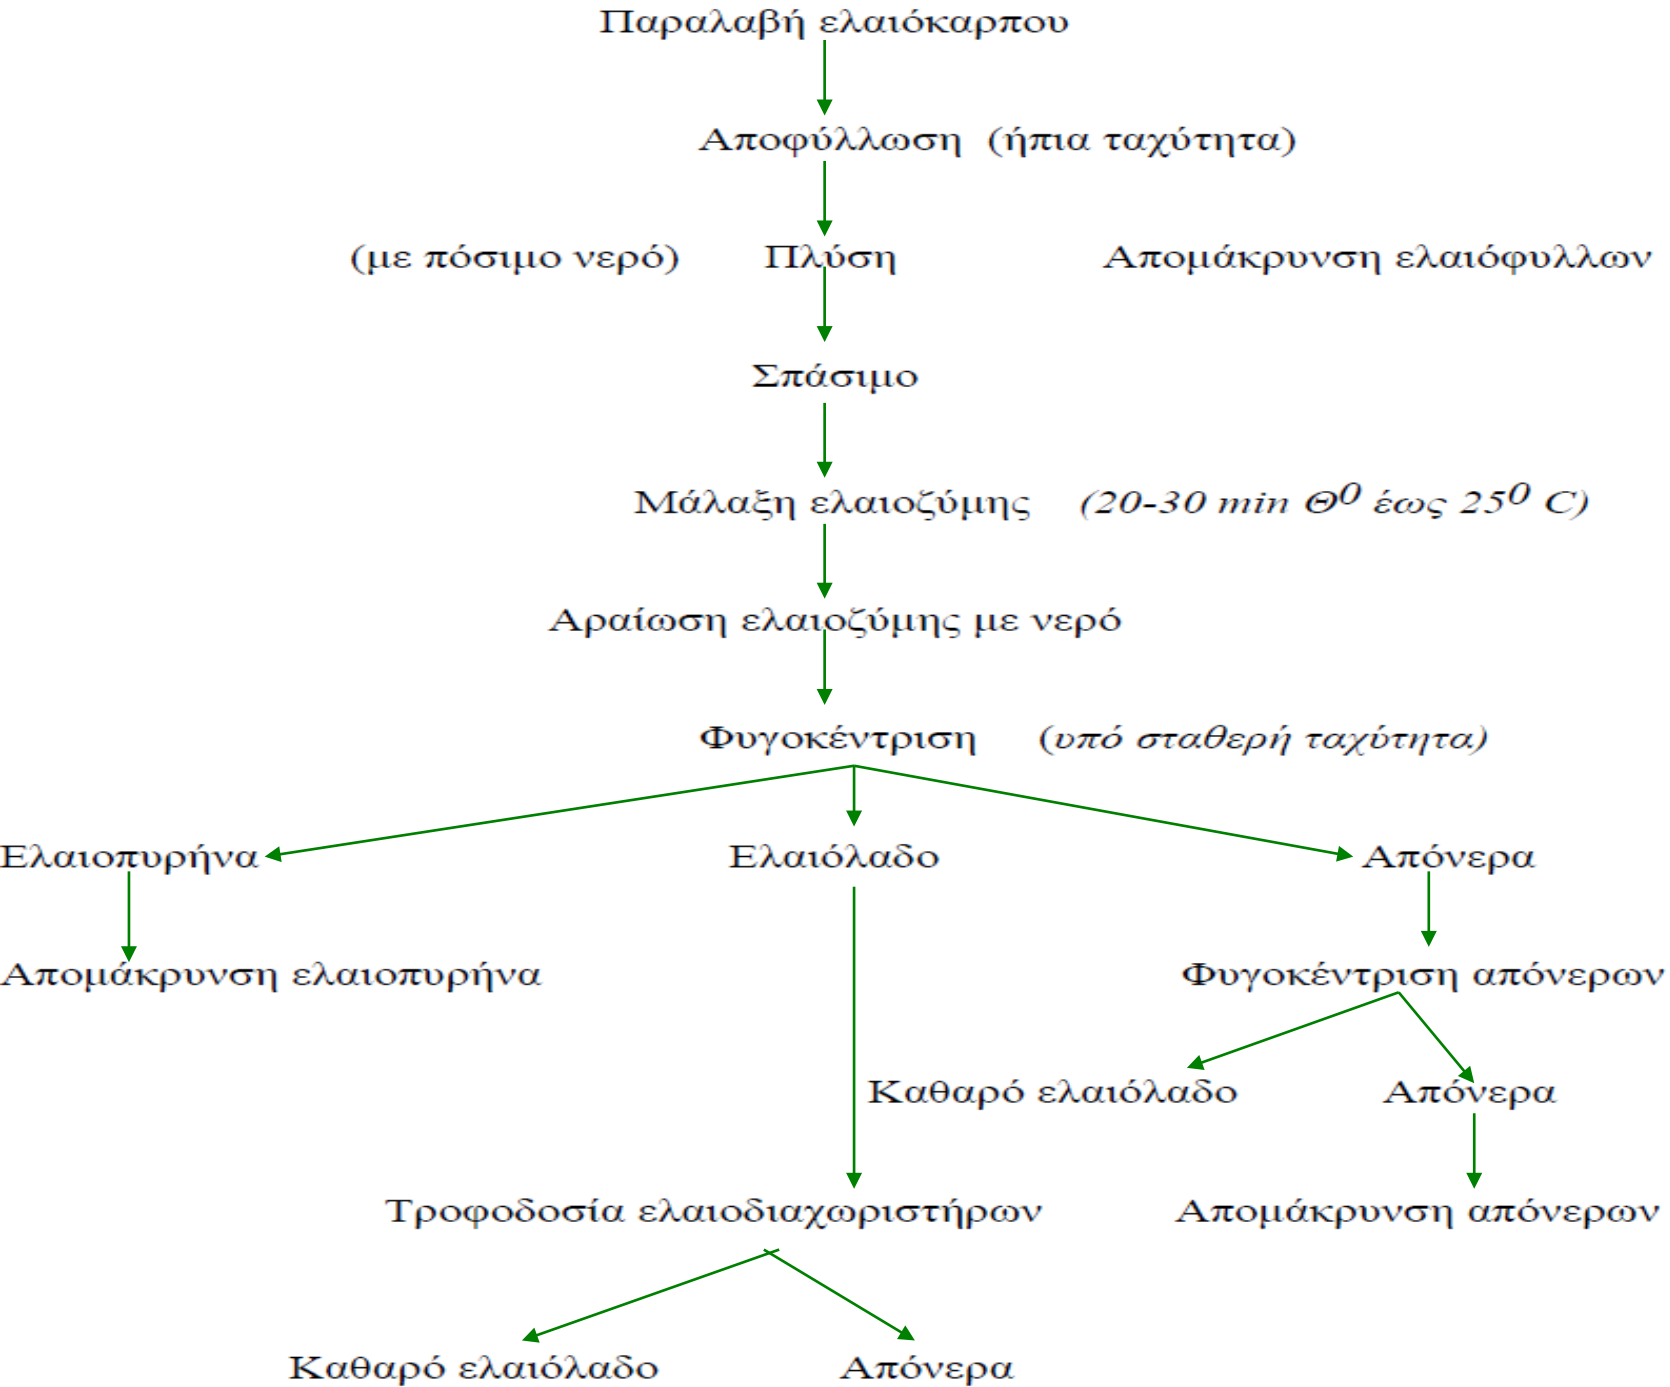 Παραλαβή ελαιόκαρπου
Αποφύλλωση (ήπια ταχύτητα)
(με πόσιμο νερό) Πλύση Απομάκρυνση ελαιόφυλλων
Σπάσιμο
Μάλαξη ελαιοζύμης (20-30 min Θ⁰ έως 25⁰ C)
Αραίωση ελαιοζύμης με νερό
Φυγοκέντριση (υπό σταθερή ταχύτητα)
Ελαιοπυρήνα Ελαιόλαδο Απόνερα
Απομάκρυνση ελαιοπυρήνα Φυγοκέντριση απόνερων
Καθαρό ελαιόλαδο Απόνερα
Τροφοδοσία ελαιοδιαχωριστήρων Απομάκρυνση απόνερων
Καθαρό ελαιόλαδο Απόνερα